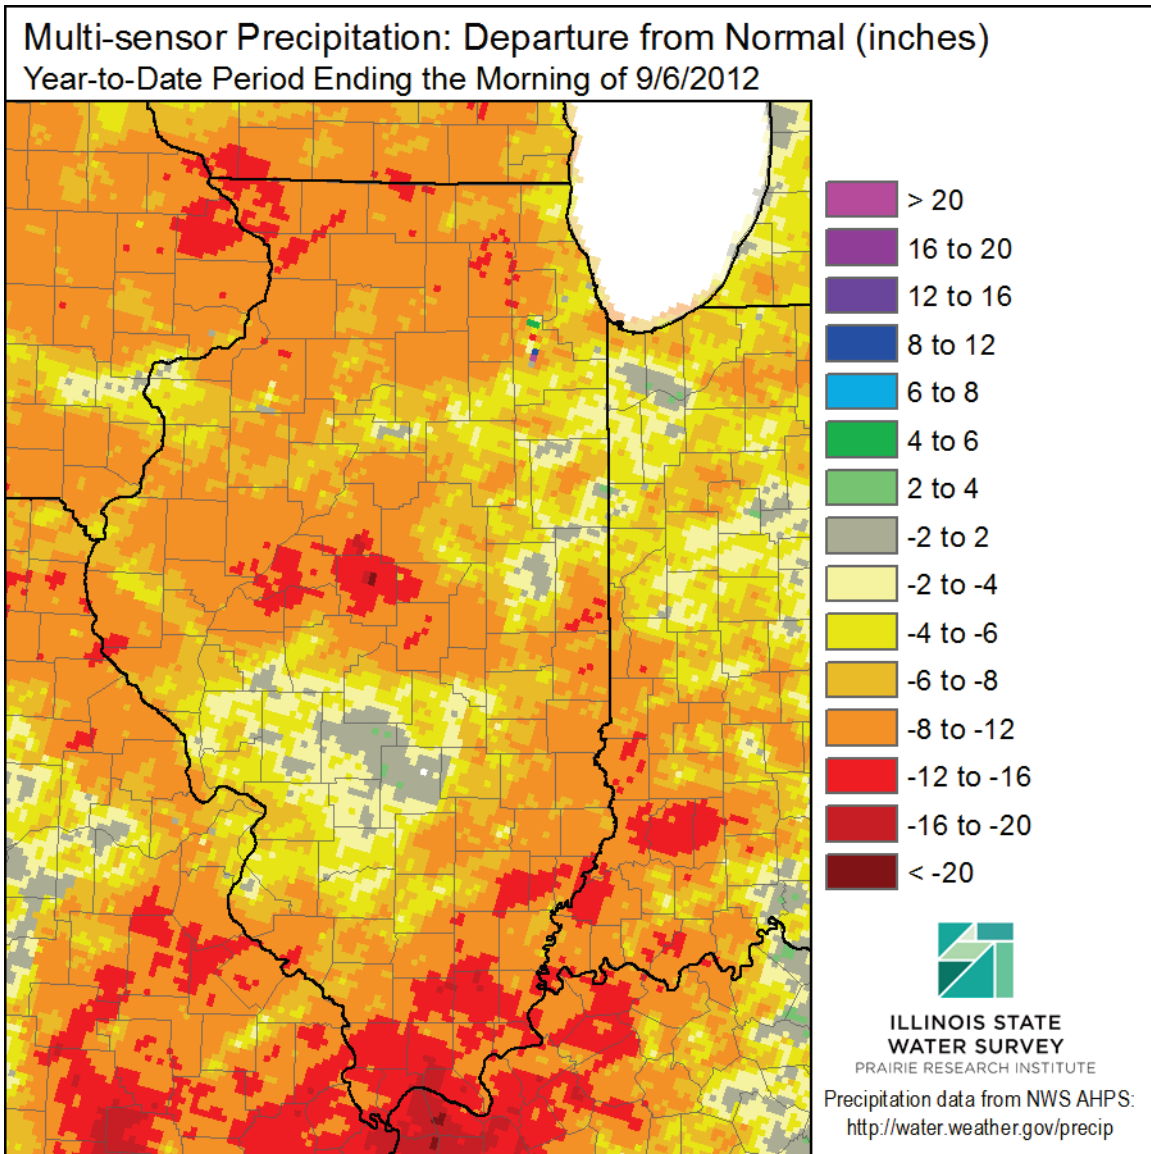 Multi-sensor Precipitation: Departure from Normal (inches)
Year-to-Date Period Ending the Morning of 9/6/2012
> 20
16 to 20
12 to 16
8 to 12
6 to 8
4 to 6
2 to 4
-2 to 2
-2 to -4
-4 to -6
-6 to -8
-8 to -12
-12 to -16
-16 to -20
< -20
ILLINOIS STATE
WATER SURVEY
PRAIRIE RESEARCH INSTITUTE
Precipitation data from NWS AHPS:
http://water.weather.gov/precip